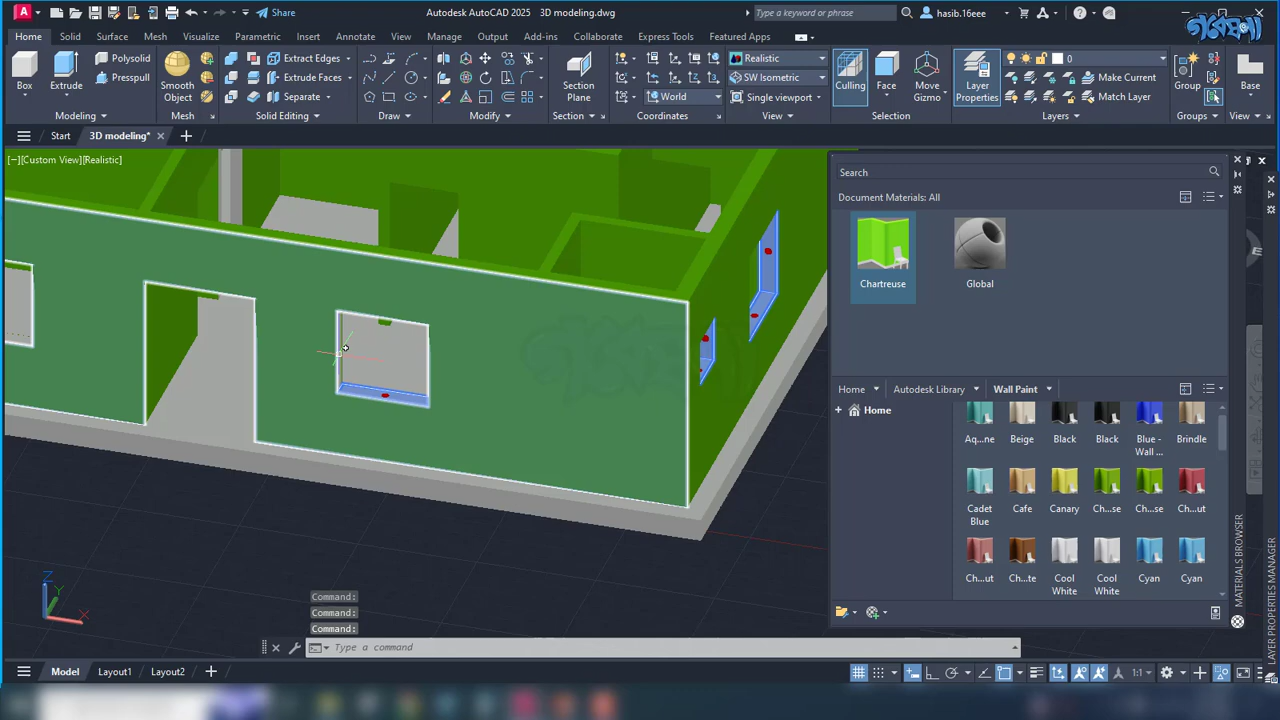 Share
Autodesk AutoCAD 2025 3D modeling.dwg
Type a keyword or phrase
hasib.16eee
গবেষণা
Home Solid Surface Mesh Visualize Parametric Insert Annotate View Manage Output Add-ins Collaborate Express Tools Featured Apps
Polysolid
Presspull
Box
Extrude
Smooth Object
Extract Edges
Extrude Faces
Separate
Section Plane
World
Realistic
SW Isometric
Single viewport
Culling
Face
Move Gizmo
Layer Properties
0
Make Current
Match Layer
Group
Base
Modeling Mesh Solid Editing Draw Modify Section Coordinates View Selection Layers Groups View
Start 3D modeling*
[−][Custom View][Realistic]
Search
Document Materials: All
Chartreuse Global
Home Autodesk Library Wall Paint
Home
Aq...ne Beige Black Black Blue - Wall ... Brindle
Cadet Blue Cafe Canary Ch...se Ch...se Ch...ut
Ch...ut Ch...te Cool White Cool White Cyan Cyan
MATERIALS BROWSER
LAYER PROPERTIES MANAGER
E
Z
Y
X
Command:
Command:
Command:
Type a command
Model Layout1 Layout2
1:1